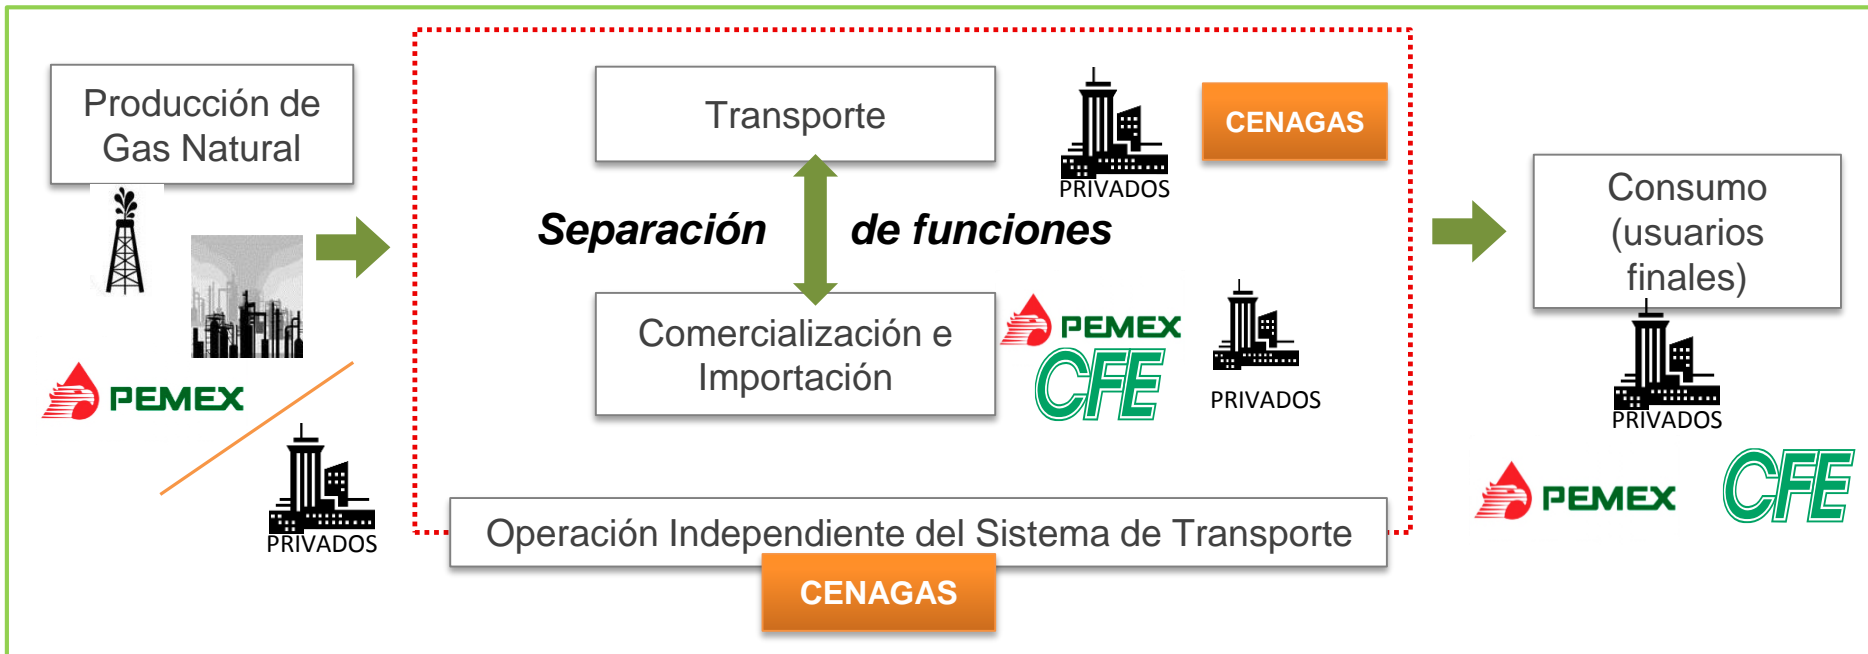 Producción de
Gas Natural
PEMEX
PRIVADOS
Transporte
PRIVADOS
CENAGAS
Separación de funciones
Comercialización e
Importación
PEMEX
CFE
PRIVADOS
Operación Independiente del Sistema de Transporte
CENAGAS
Consumo
(usuarios
finales)
PRIVADOS
PEMEX
CFE